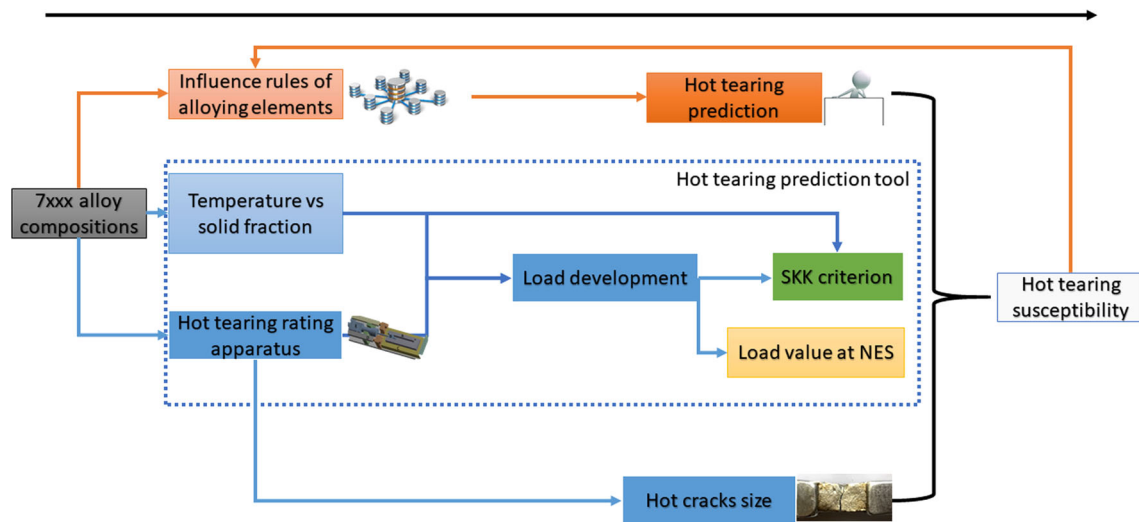 Influence rules of
alloying elements
Hot tearing
prediction
Hot tearing prediction tool
7xxx alloy
compositions
Temperature vs
solid fraction
Load development
SKK criterion
Hot tearing
susceptibility
Hot tearing rating
apparatus
Load value at NES
Hot cracks size